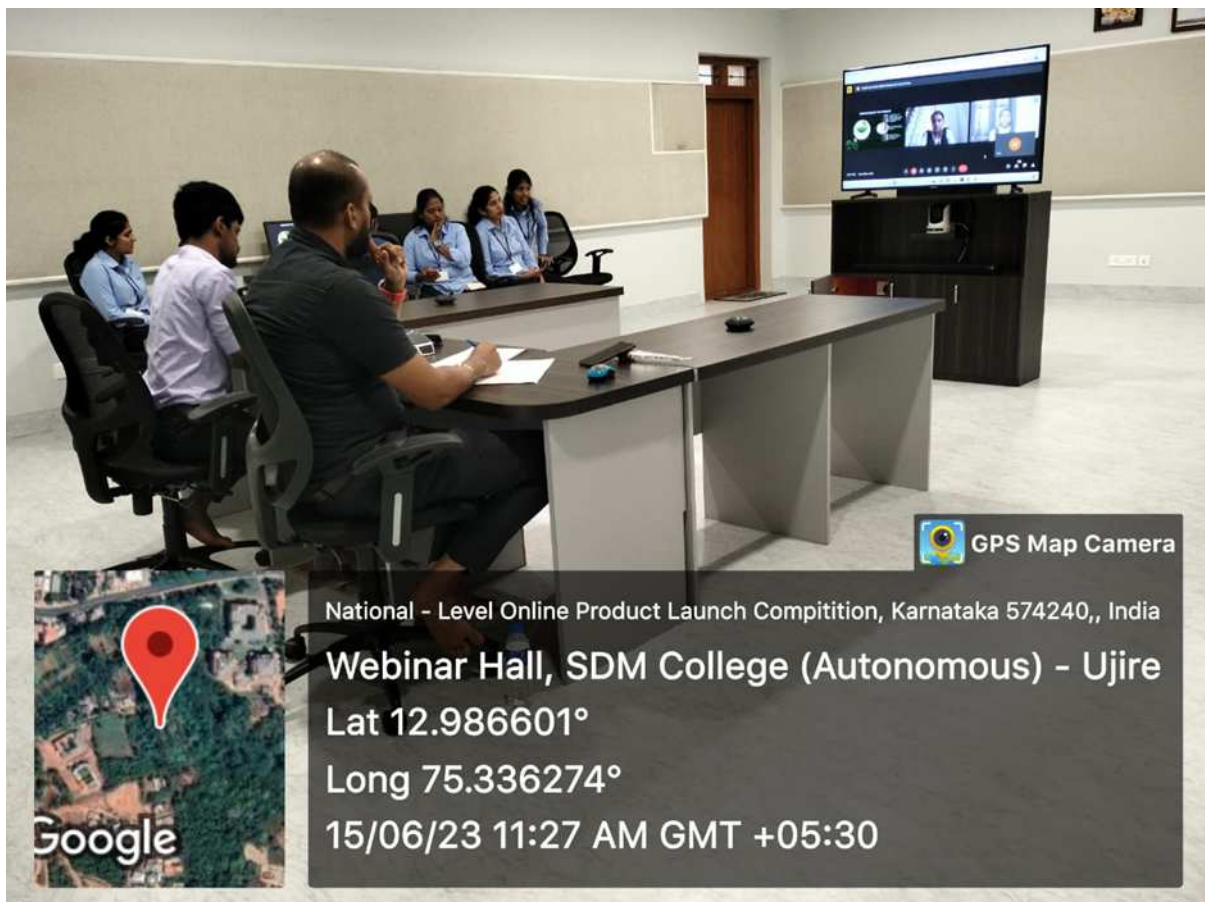 GPS Map Camera
National - Level Online Product Launch Compitition, Karnataka 574240,, India
Webinar Hall, SDM College (Autonomous) - Ujire
Lat 12.986601°
Long 75.336274°
15/06/23 11:27 AM GMT +05:30
Google